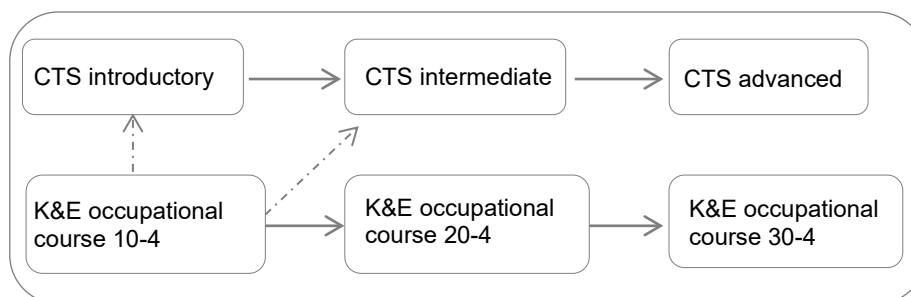 CTS introductory
CTS intermediate
CTS advanced
K&E occupational
course 10-4
K&E occupational
course 20-4
K&E occupational
course 30-4